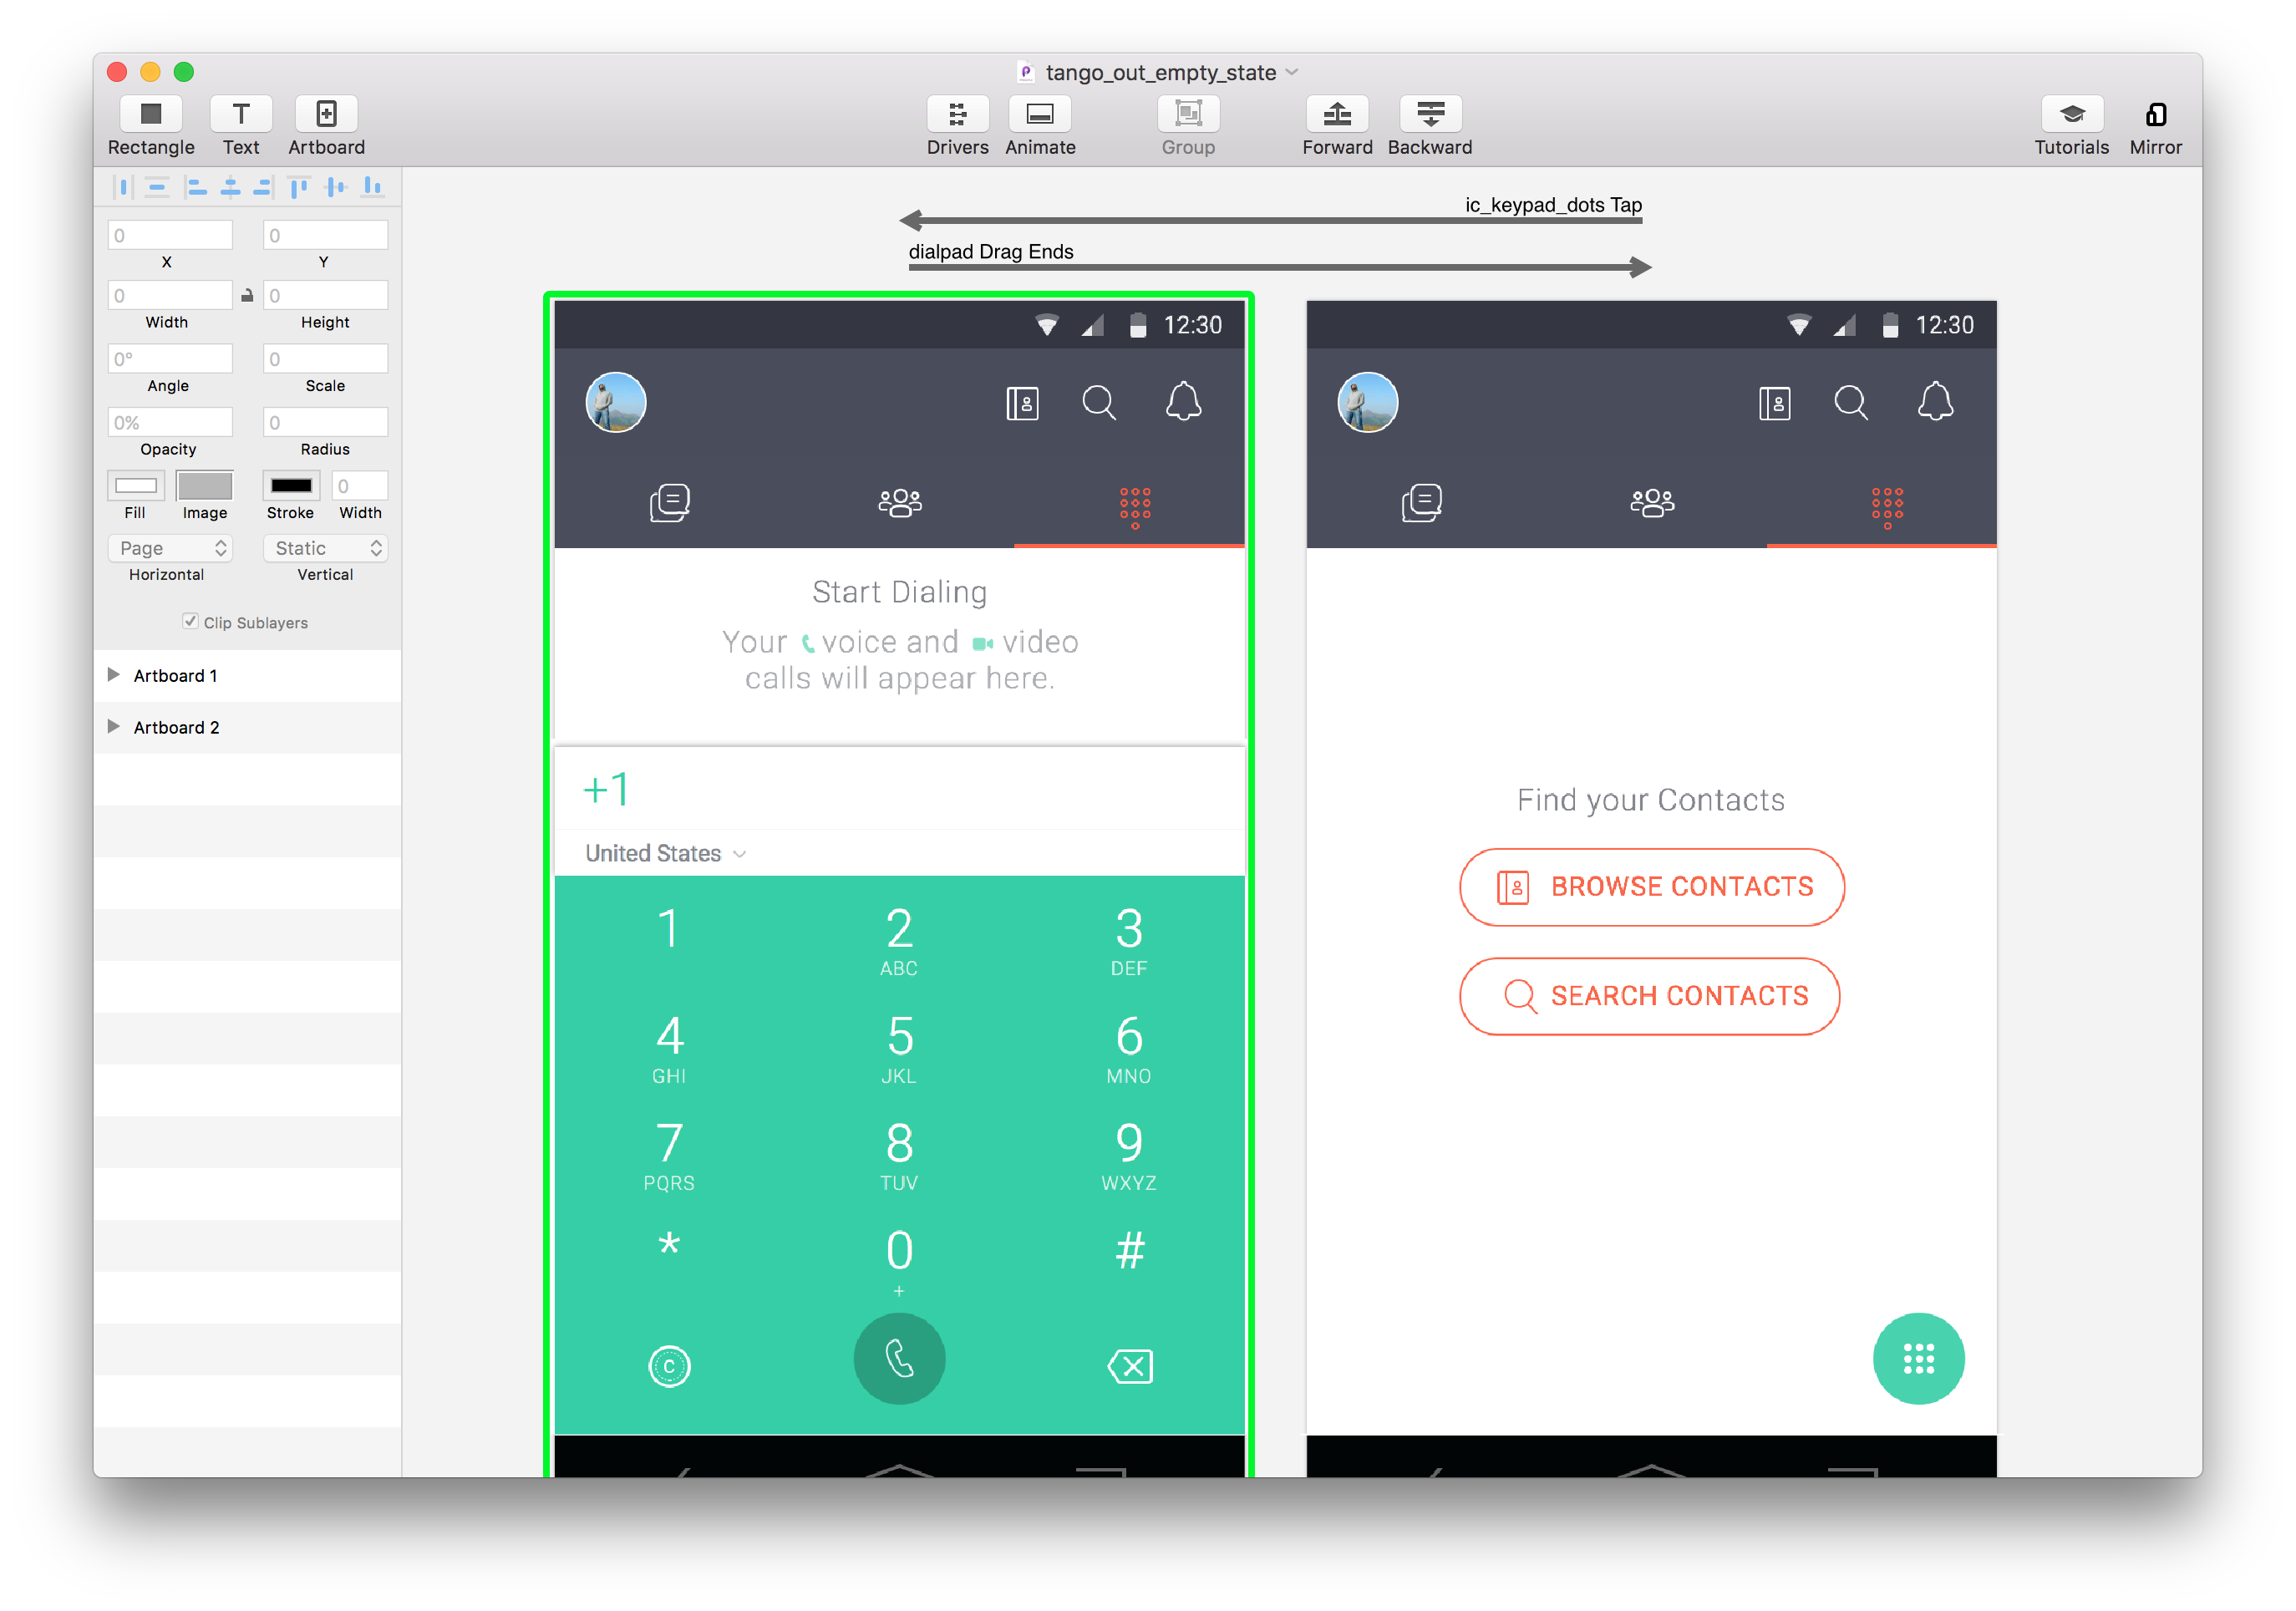 tango_out_empty_state
Rectangle Text Artboard Drivers Animate Group Forward Backward Tutorials Mirror
0 0
X Y
0 0
Width Height
0° 0
Angle Scale
0% 0
Opacity Radius
0
Fill Image Stroke Width
Page Static
Horizontal Vertical
Clip Sublayers
Artboard 1
Artboard 2
ic_keypad_dots Tap
dialpad Drag Ends
12:30
Start Dialing
Your voice and video
calls will appear here.
+1
United States
1 2 3
ABC DEF
4 5 6
GHI JKL MNO
7 8 9
PQRS TUV WXYZ
* 0 #
+
C
12:30
Find your Contacts
BROWSE CONTACTS
SEARCH CONTACTS